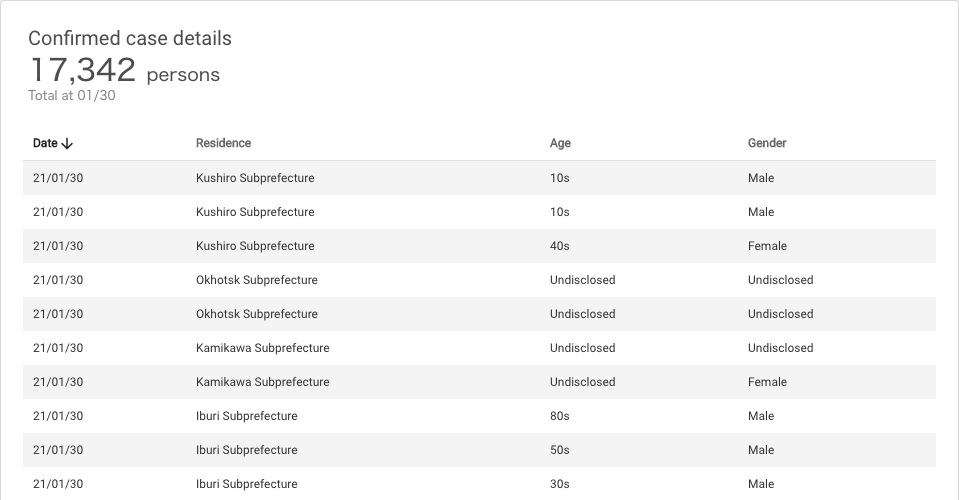 Confirmed case details
17,342 persons
Total at 01/30
Date Residence Age Gender
21/01/30 Kushiro Subprefecture 10s Male
21/01/30 Kushiro Subprefecture 10s Male
21/01/30 Kushiro Subprefecture 40s Female
21/01/30 Okhotsk Subprefecture Undisclosed Undisclosed
21/01/30 Okhotsk Subprefecture Undisclosed Undisclosed
21/01/30 Kamikawa Subprefecture Undisclosed Undisclosed
21/01/30 Kamikawa Subprefecture Undisclosed Female
21/01/30 Iburi Subprefecture 80s Male
21/01/30 Iburi Subprefecture 50s Male
21/01/30 Iburi Subprefecture 30s Male